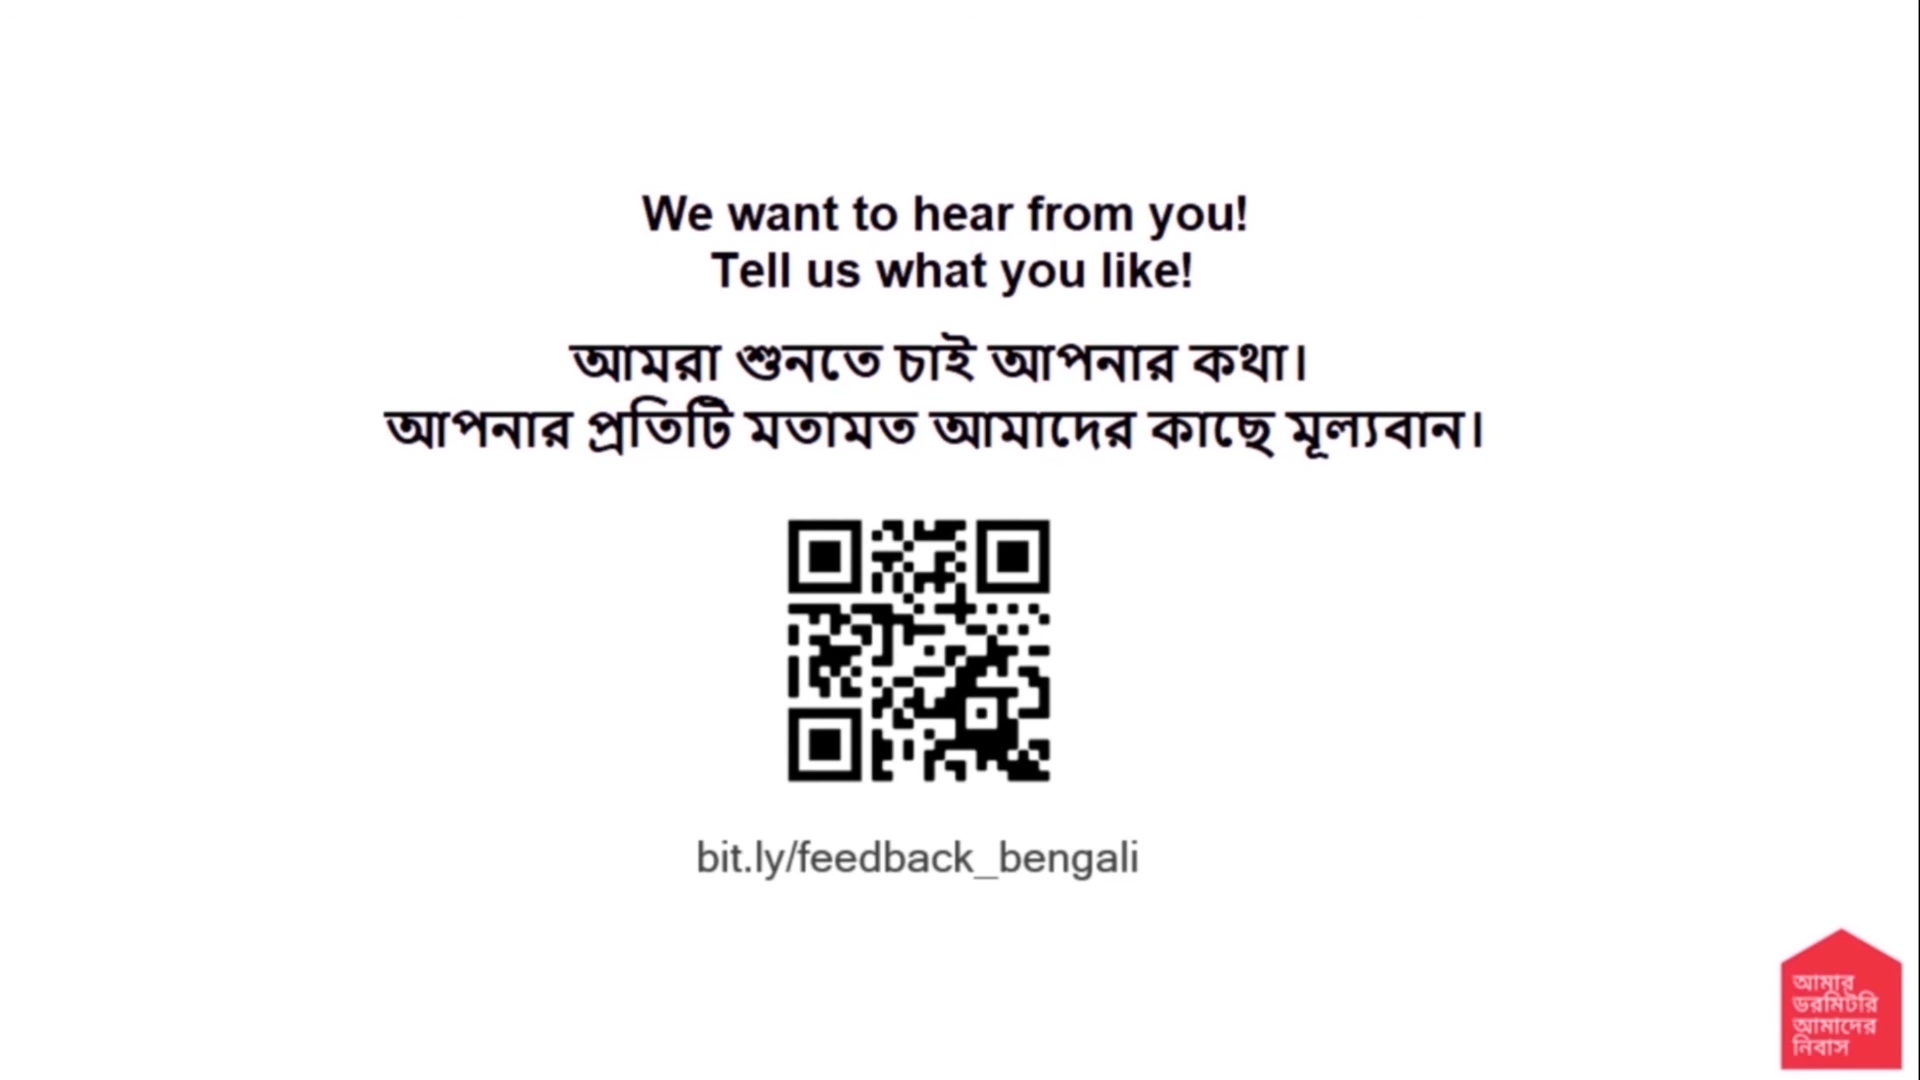 We want to hear from you!
Tell us what you like!
আমরা শুনতে চাই আপনার কথা।
আপনার প্রতিটি মতামত আমাদের কাছে মূল্যবান।
bit.ly/feedback_bengali
আমার
ডরমিটরি
আমাদের
নিবাস